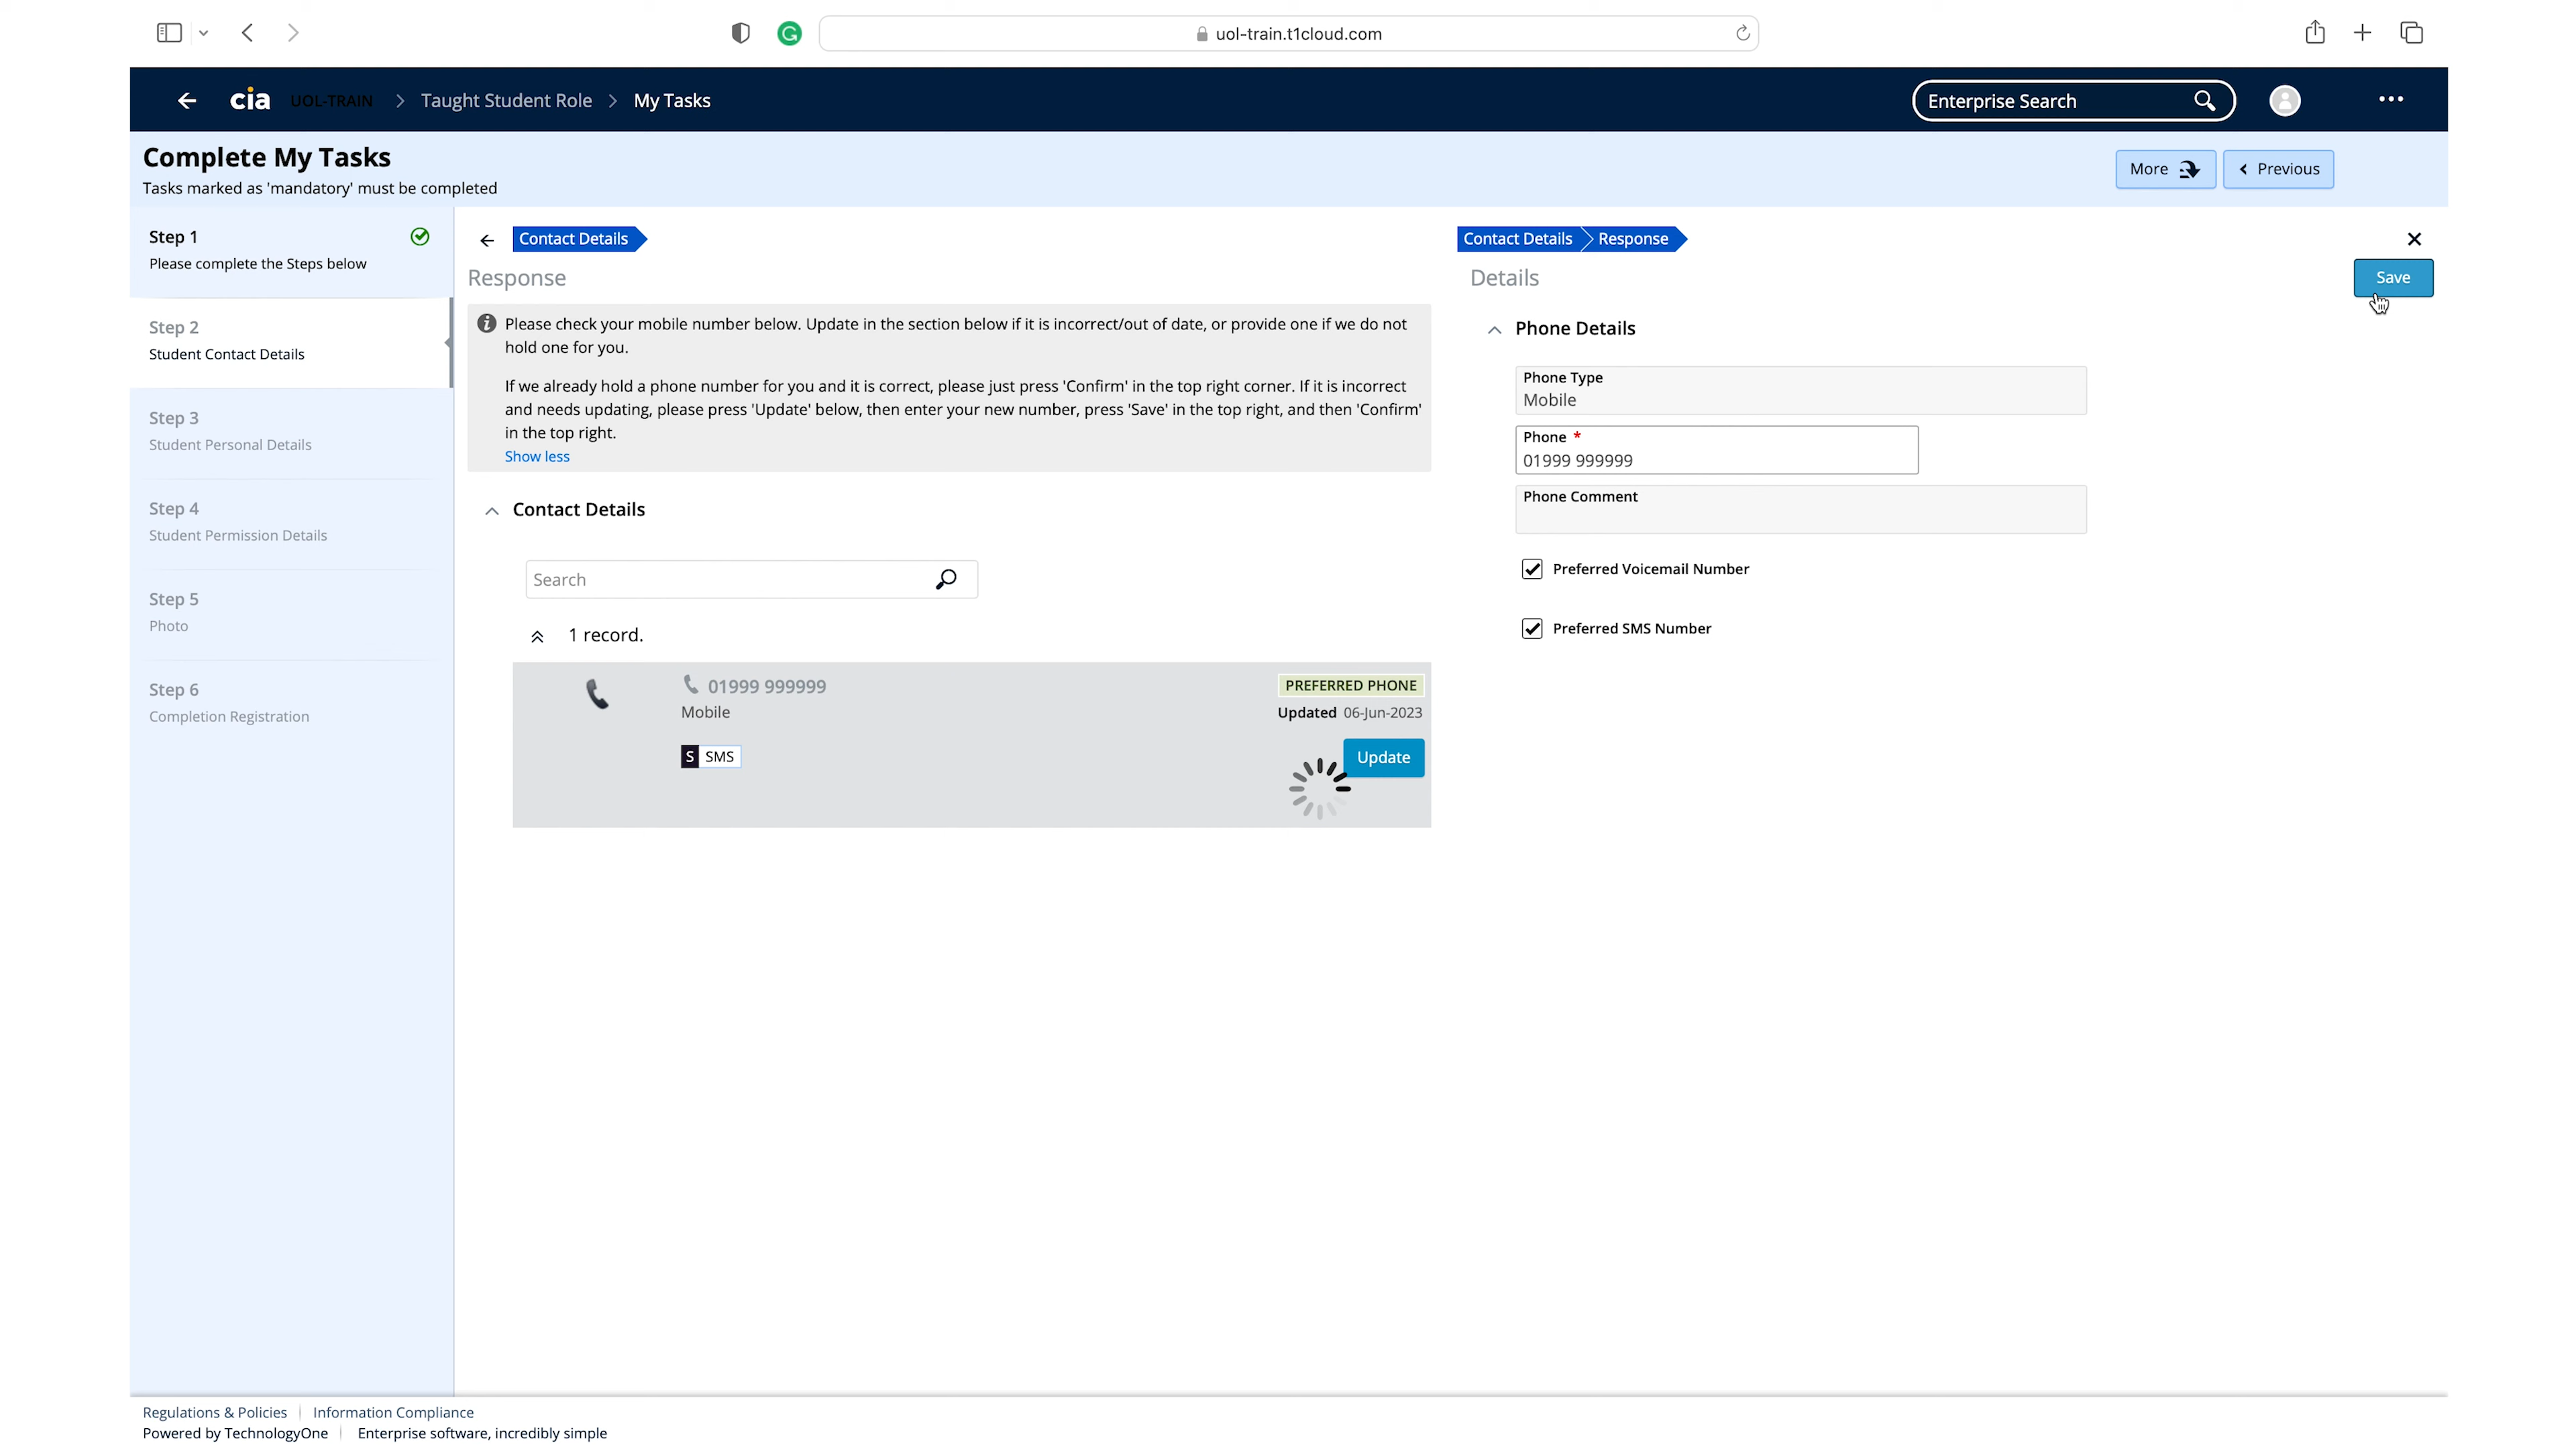 uol-train.t1cloud.com
cia UOL-TRAIN > Taught Student Role > My Tasks
Enterprise Search
Complete My Tasks
Tasks marked as 'mandatory' must be completed
More
Previous
Step 1
Please complete the Steps below
Step 2
Student Contact Details
Step 3
Student Personal Details
Step 4
Student Permission Details
Step 5
Photo
Step 6
Completion Registration
Contact Details
Response
Please check your mobile number below. Update in the section below if it is incorrect/out of date, or provide one if we do not
hold one for you.
If we already hold a phone number for you and it is correct, please just press 'Confirm' in the top right corner. If it is incorrect
and needs updating, please press 'Update' below, then enter your new number, press 'Save' in the top right, and then 'Confirm'
in the top right.
Show less
Contact Details
Search
1 record.
01999 999999
Mobile
S SMS
PREFERRED PHONE
Updated 06-Jun-2023
Update
Contact Details Response
Details
Save
Phone Details
Phone Type
Mobile
Phone *
01999 999999
Phone Comment
Preferred Voicemail Number
Preferred SMS Number
Regulations & Policies | Information Compliance
Powered by TechnologyOne | Enterprise software, incredibly simple